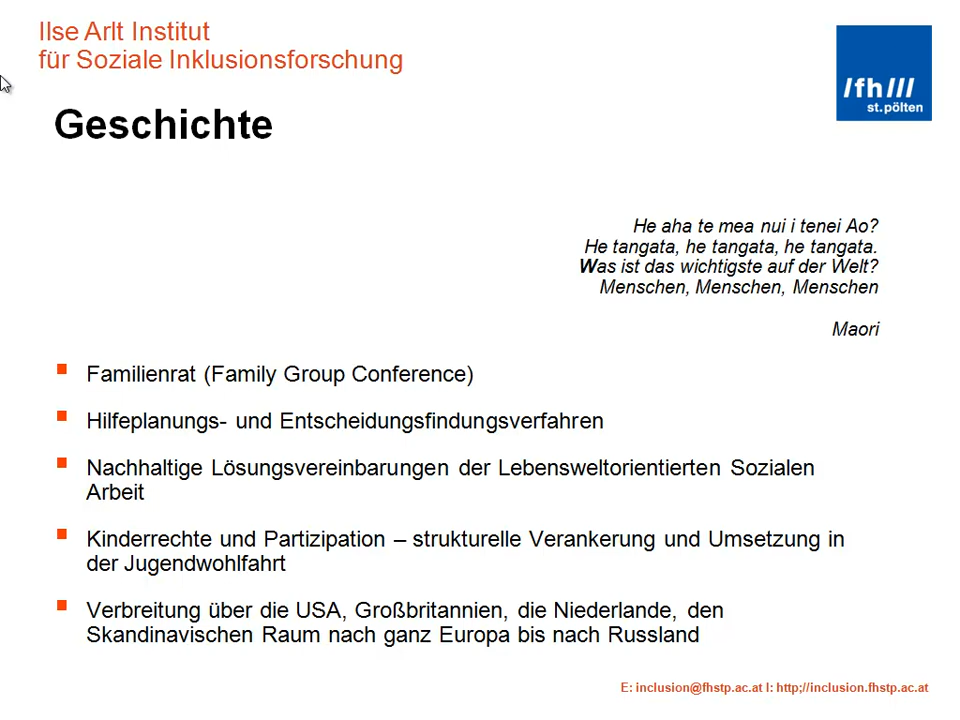 Ilse Arlt Institut
für Soziale Inklusionsforschung
/fh///
st.pölten
Geschichte
He aha te mea nui i tenei Ao?
He tangata, he tangata, he tangata.
Was ist das wichtigste auf der Welt?
Menschen, Menschen, Menschen
Maori
Familienrat (Family Group Conference)
Hilfeplanungs- und Entscheidungsfindungsverfahren
Nachhaltige Lösungsvereinbarungen der Lebensweltorientierten Sozialen
Arbeit
Kinderrechte und Partizipation – strukturelle Verankerung und Umsetzung in
der Jugendwohlfahrt
Verbreitung über die USA, Großbritannien, die Niederlande, den
Skandinavischen Raum nach ganz Europa bis nach Russland
E: inclusion@fhstp.ac.at I: http;//inclusion.fhstp.ac.at